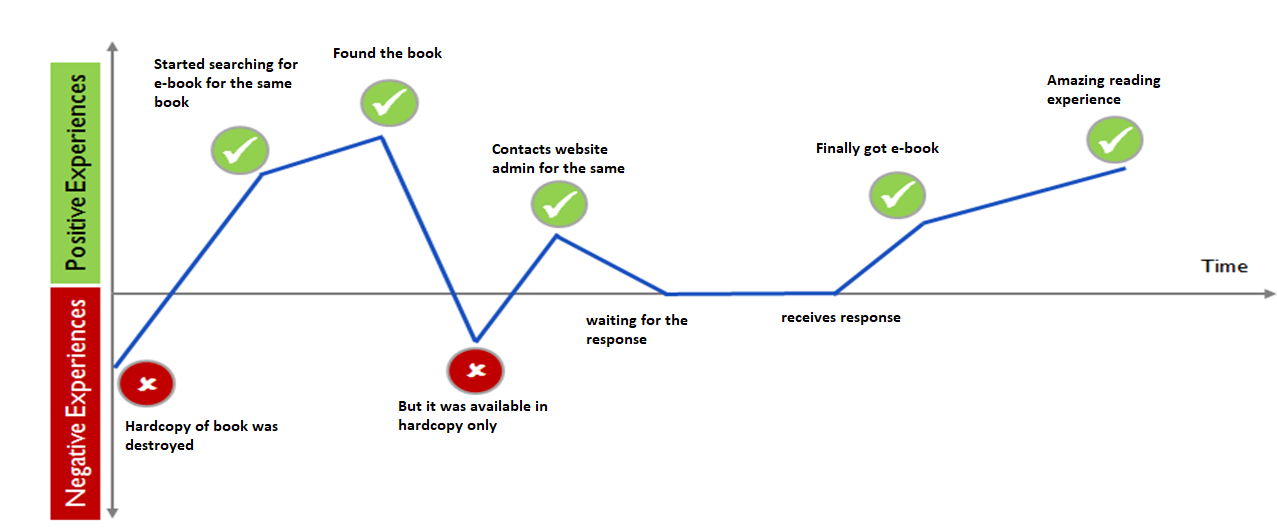 Positive Experiences
Negative Experiences
Started searching for
e-book for the same
book
Found the book
Contacts website
admin for the same
Finally got e-book
Amazing reading
experience
Time
waiting for the
response
receives response
Hardcopy of book was
destroyed
But it was available in
hardcopy only